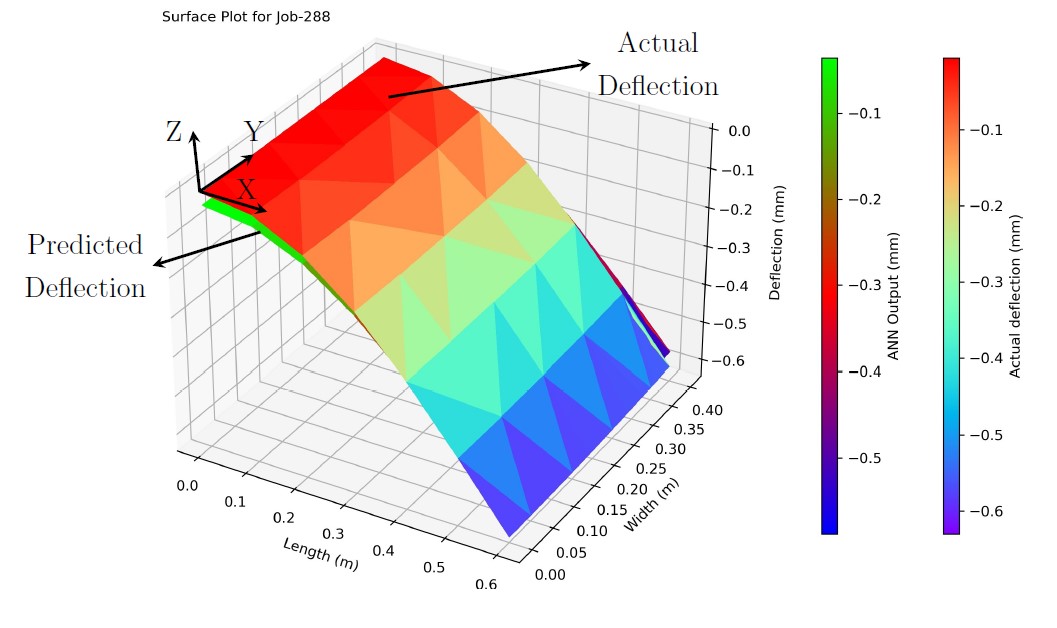 Surface Plot for Job-288
Actual
Deflection
Z
Y
X
Predicted
Deflection
0.0
−0.1
−0.2
−0.3
−0.4
−0.5
−0.6
Deflection (mm)
0.0
0.1
0.2
0.3
0.4
0.5
0.6
Length (m)
0.00
0.05
0.10
0.15
0.20
0.25
0.30
0.35
0.40
Width (m)
−0.1
−0.2
−0.3
−0.4
−0.5
ANN Output (mm)
−0.1
−0.2
−0.3
−0.4
−0.5
−0.6
Actual deflection (mm)